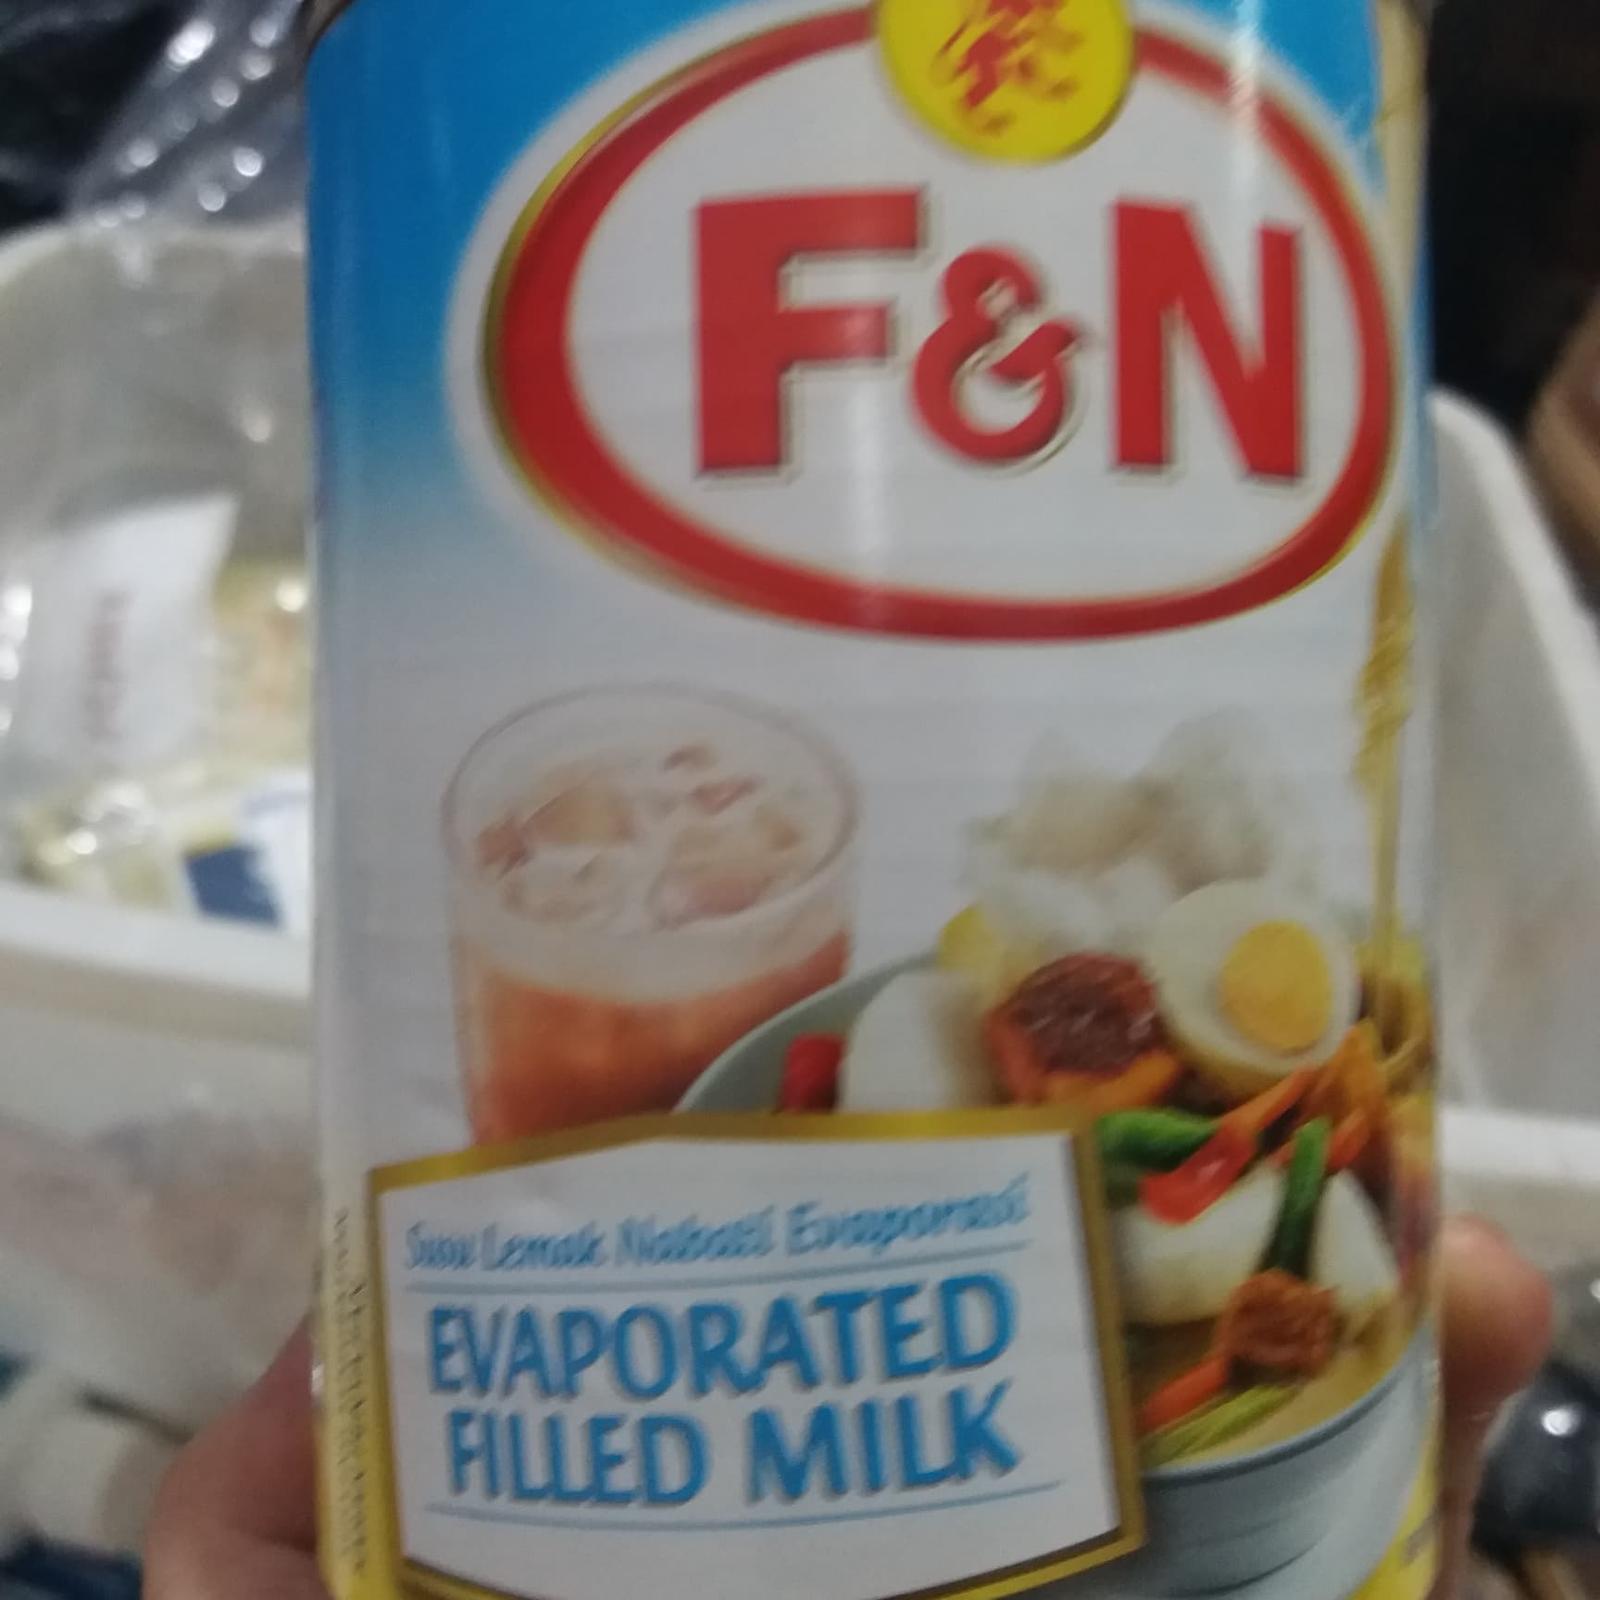 F&N
Susu Lemak Nabati Evaporasi
EVAPORATED
FILLED MILK